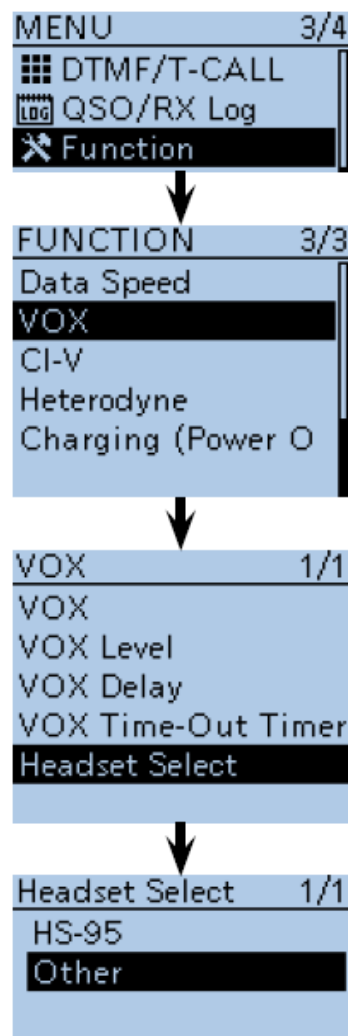 MENU 3/4
DTMF/T-CALL
LOG QSO/RX Log
Function
FUNCTION 3/3
Data Speed
VOX
CI-V
Heterodyne
Charging (Power O
VOX 1/1
VOX
VOX Level
VOX Delay
VOX Time-Out Timer
Headset Select
Headset Select 1/1
HS-95
Other